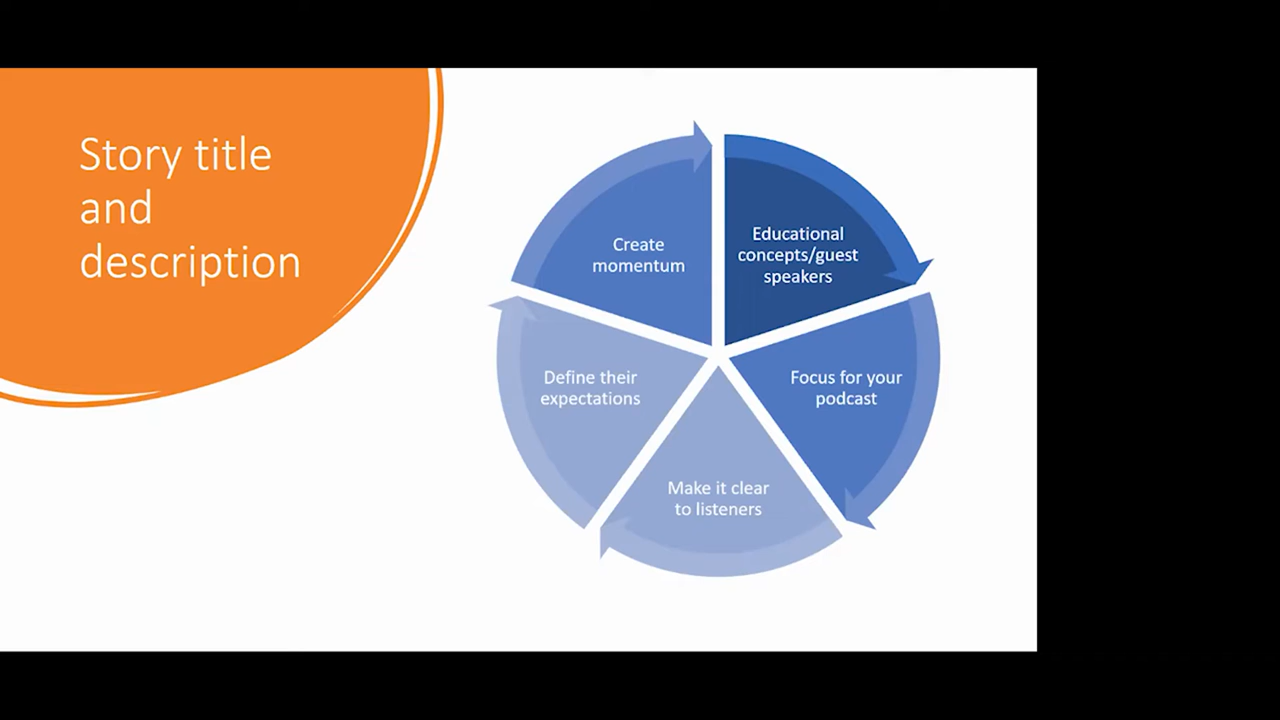 Story title
and
description
Educational
concepts/guest
speakers
Focus for your
podcast
Make it clear
to listeners
Define their
expectations
Create
momentum